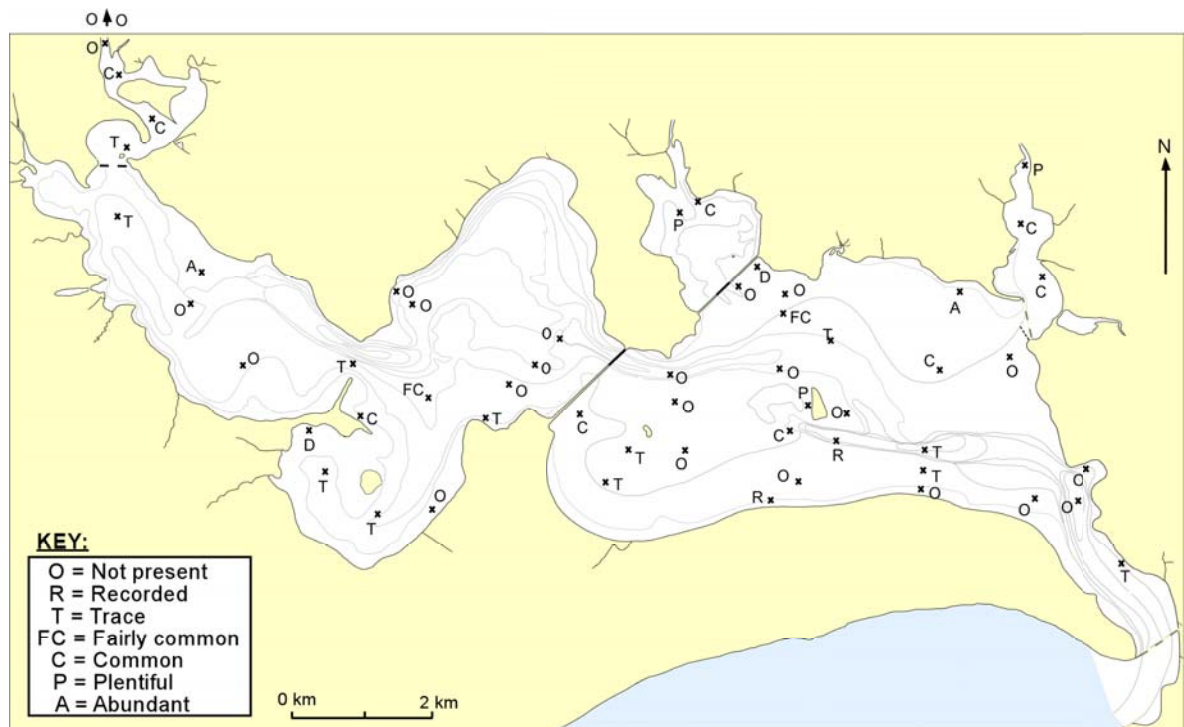 O O
O
C
C
T
N
P
T
C
P
C
A
D
C
O
O
A
O
O
O
FC
O
T
O
O
O
T
O
O
C
O
FC
O
O
P
C
T
C
O
D
C
R
T
O
T
T
O
T
T
O
R
O
O
O
O
T
T
KEY:
O = Not present
R = Recorded
T = Trace
FC = Fairly common
C = Common
P = Plentiful
A = Abundant
0 km 2 km